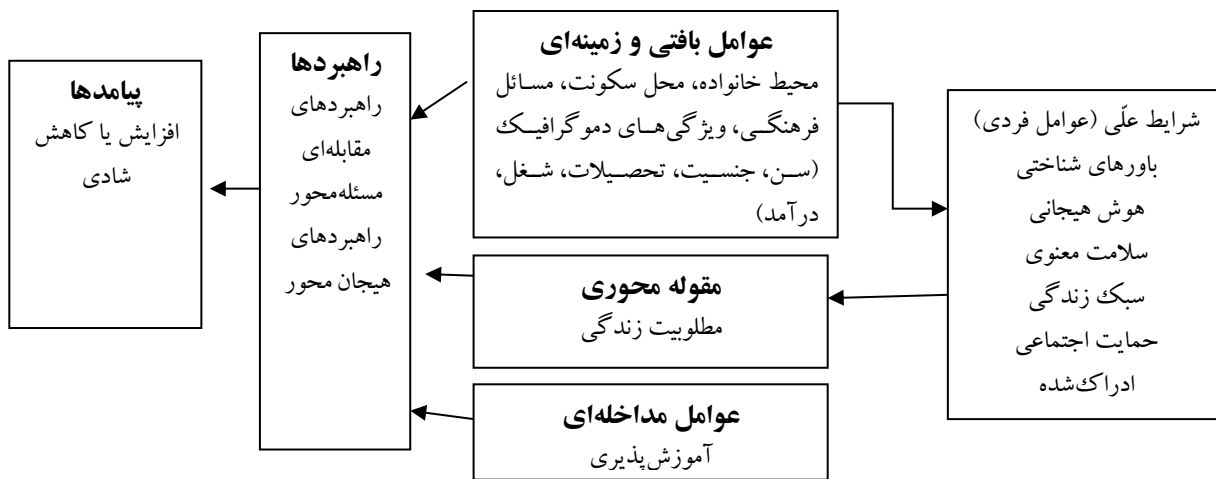 شرایط علّی (عوامل فردی)
باورهای شناختی
هوش هیجانی
سلامت معنوی
سبک زندگی
حمایت اجتماعی
ادراک‌شده
عوامل بافتی و زمینه‌ای
محیط خانواده، محل سکونت، مسائل
فرهنگی، ویژگی‌های دموگرافیک
(سن، جنسیت، تحصیلات، شغل،
درآمد)
مقوله محوری
مطلوبیت زندگی
عوامل مداخله‌ای
آموزش‌پذیری
راهبردها
راهبردهای
مقابله‌ای
مسئله‌محور
راهبردهای
هیجان محور
پیامدها
افزایش یا کاهش
شادی